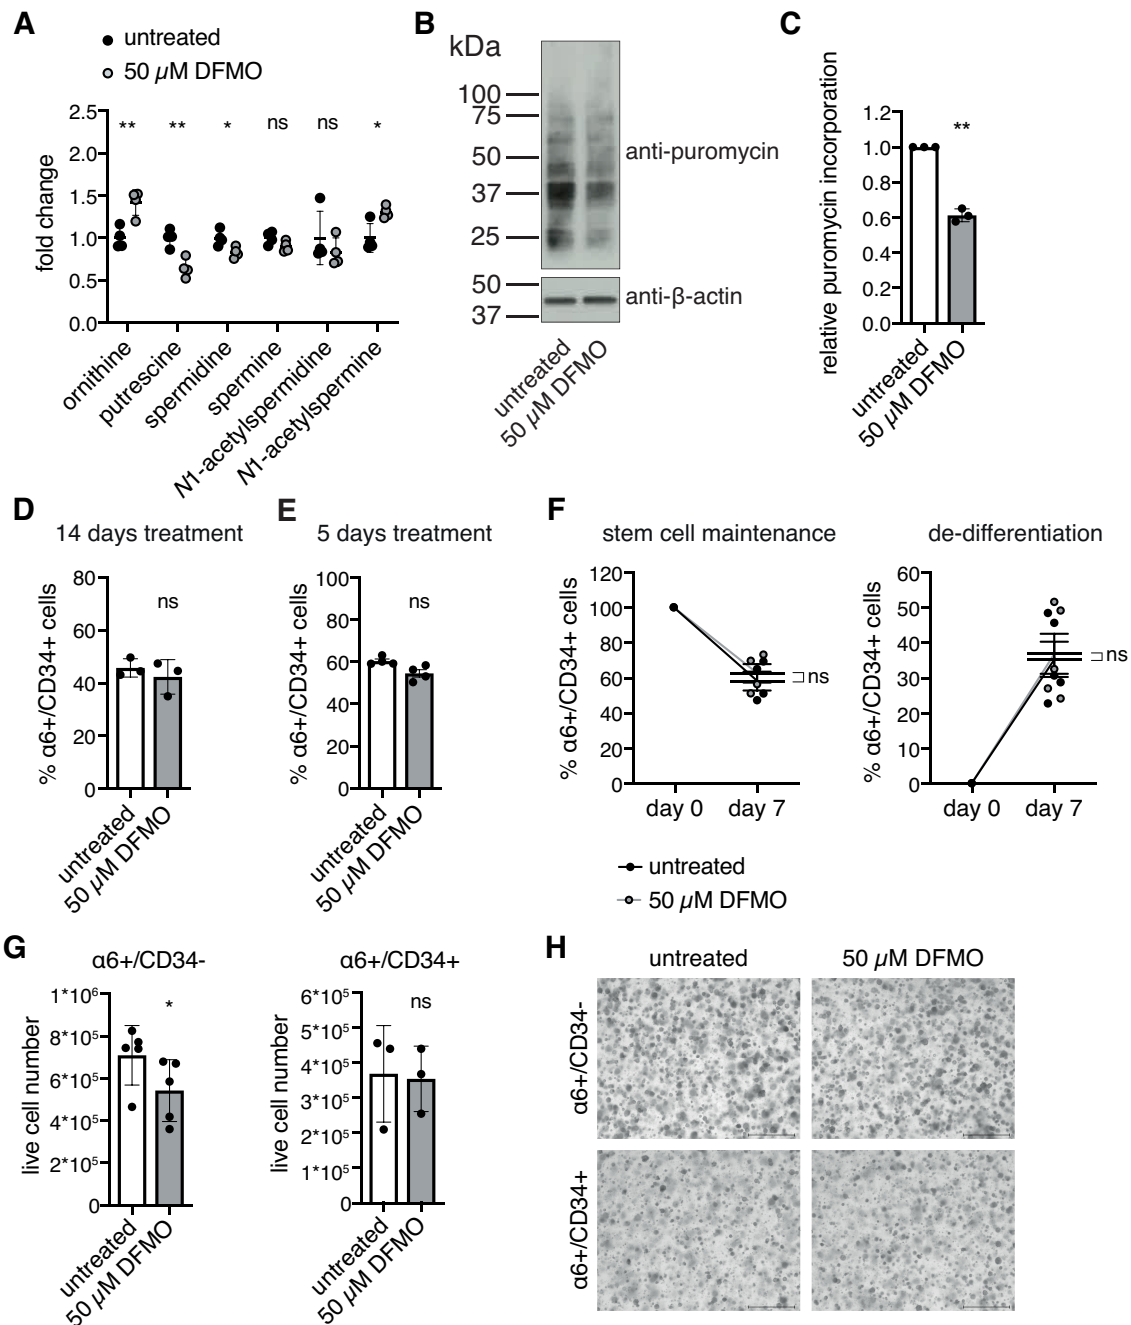 A
untreated
50 µM DFMO
fold change
2.5
2.0
1.5
1.0
0.5
0.0
** ** * ns ns *
ornithine
putrescine
spermidine
spermine
N1-acetylspermidine
N1-acetylspermine
B
kDa
100
75
50
37
25
anti-puromycin
50
37
anti-β-actin
untreated
50 µM DFMO
C
relative puromycin incorporation
1.2
1.0
0.8
0.6
0.4
0.2
0.0
**
untreated
50 µM DFMO
D
14 days treatment
% α6+/CD34+ cells
80
60
40
20
0
ns
untreated
50 µM DFMO
E
5 days treatment
% α6+/CD34+ cells
100
80
60
40
20
0
ns
untreated
50 µM DFMO
F
stem cell maintenance
% α6+/CD34+ cells
120
100
80
60
40
20
0
ns
day 0 day 7
de-differentiation
% α6+/CD34+ cells
60
50
40
30
20
10
0
ns
day 0 day 7
untreated
50 µM DFMO
G
α6+/CD34-
live cell number
1*10⁶
8*10⁵
6*10⁵
4*10⁵
2*10⁵
0
*
untreated
50 µM DFMO
α6+/CD34+
live cell number
6*10⁵
5*10⁵
4*10⁵
3*10⁵
2*10⁵
1*10⁵
0
ns
untreated
50 µM DFMO
H
untreated 50 µM DFMO
α6+/CD34-
α6+/CD34+